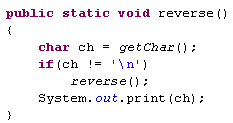 public static void reverse()
{
    char ch = getChar();
    if(ch != '\n')
        reverse();
    System.out.print(ch);
}